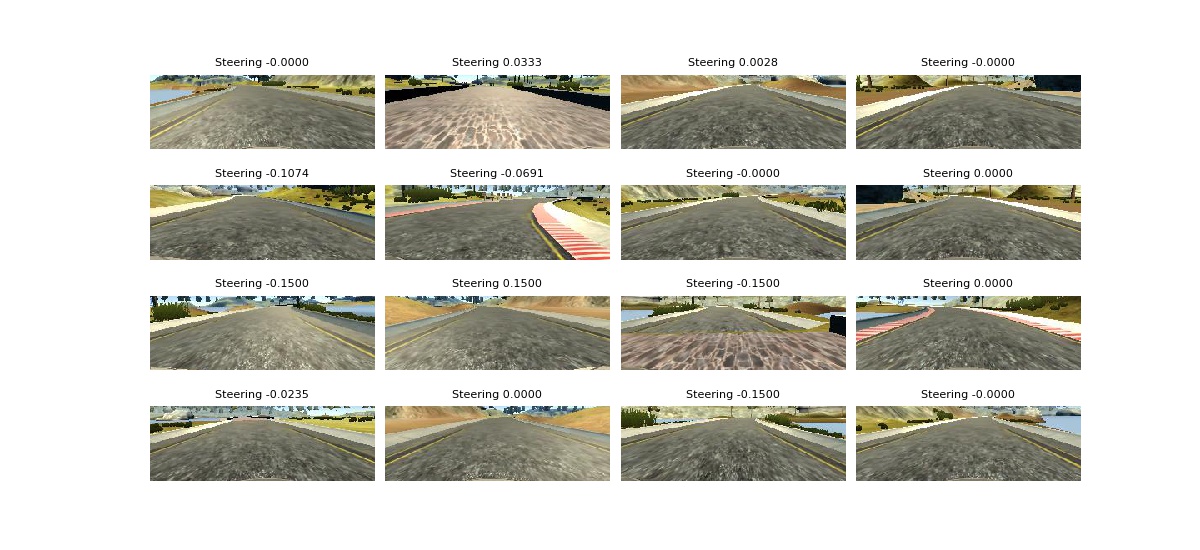 Steering -0.0000
Steering 0.0333
Steering 0.0028
Steering -0.0000
Steering -0.1074
Steering -0.0691
Steering -0.0000
Steering 0.0000
Steering -0.1500
Steering 0.1500
Steering -0.1500
Steering 0.0000
Steering -0.0235
Steering 0.0000
Steering -0.1500
Steering -0.0000